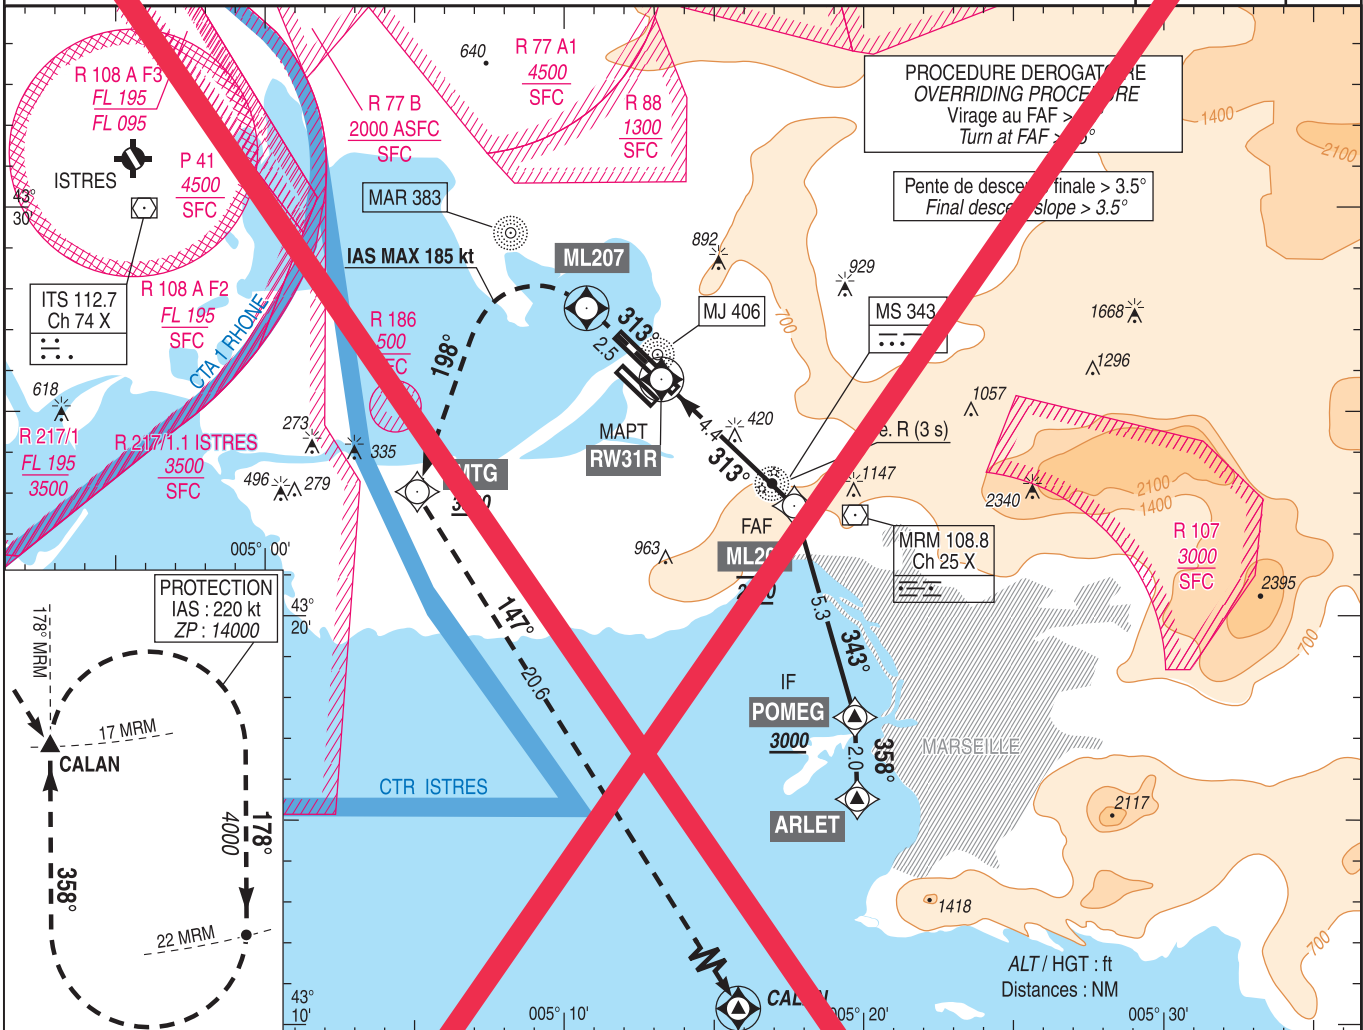 640
R 77 A1
4500
SFC
R 108 A F3
FL 195
FL 095
R 77 B
2000 ASFC
SFC
R 88
1300
SFC
PROCEDURE DEROGATOIRE
OVERRIDING PROCEDURE
Virage au FAF >
Turn at FAF >
1400
2100
P 41
4500
SFC
ISTRES
43°
30'
MAR 383
Pente de descente finale > 3.5°
Final descent slope > 3.5°
IAS MAX 185 kt
ML207
892
929
ITS 112.7
Ch 74 X
R 108 A F2
FL 195
SFC
CTA 1 RHONE
R 186
500
SFC
198°
313°
2.5
MJ 406
700
MS 343
1668
1296
1057
618
R 217/1
FL 195
3500
R 217/1.1 ISTRES
3500
SFC
273
335
496
279
MAPT
RW31R
4.4
420
313°
e. R (3 s)
1147
MTG
2340
2100
1400
R 107
3000
SFC
2395
FAF
963
MRM 108.8
Ch 25 X
005° 00'
PROTECTION
IAS : 220 kt
ZP : 14000
43°
20'
178° MRM
147°
20.6
5.3
343°
700
IF
POMEG
3000
2.0
358°
MARSEILLE
ARLET
17 MRM
CALAN
CTR ISTRES
178°
4000
358°
22 MRM
2117
1418
700
ALT / HGT : ft
Distances : NM
CALAN
43°
10'
005° 10'
005° 20'
005° 30'